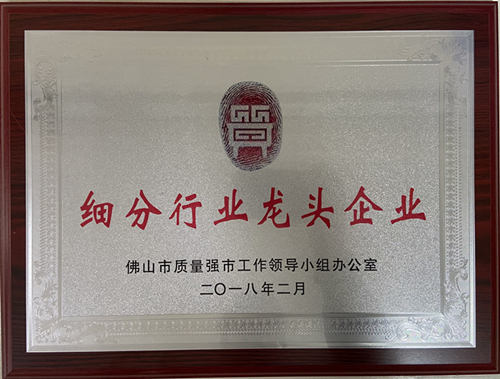 細分行业龙头企业
佛山市质量强市工作领导小组办公室
二〇一八年二月